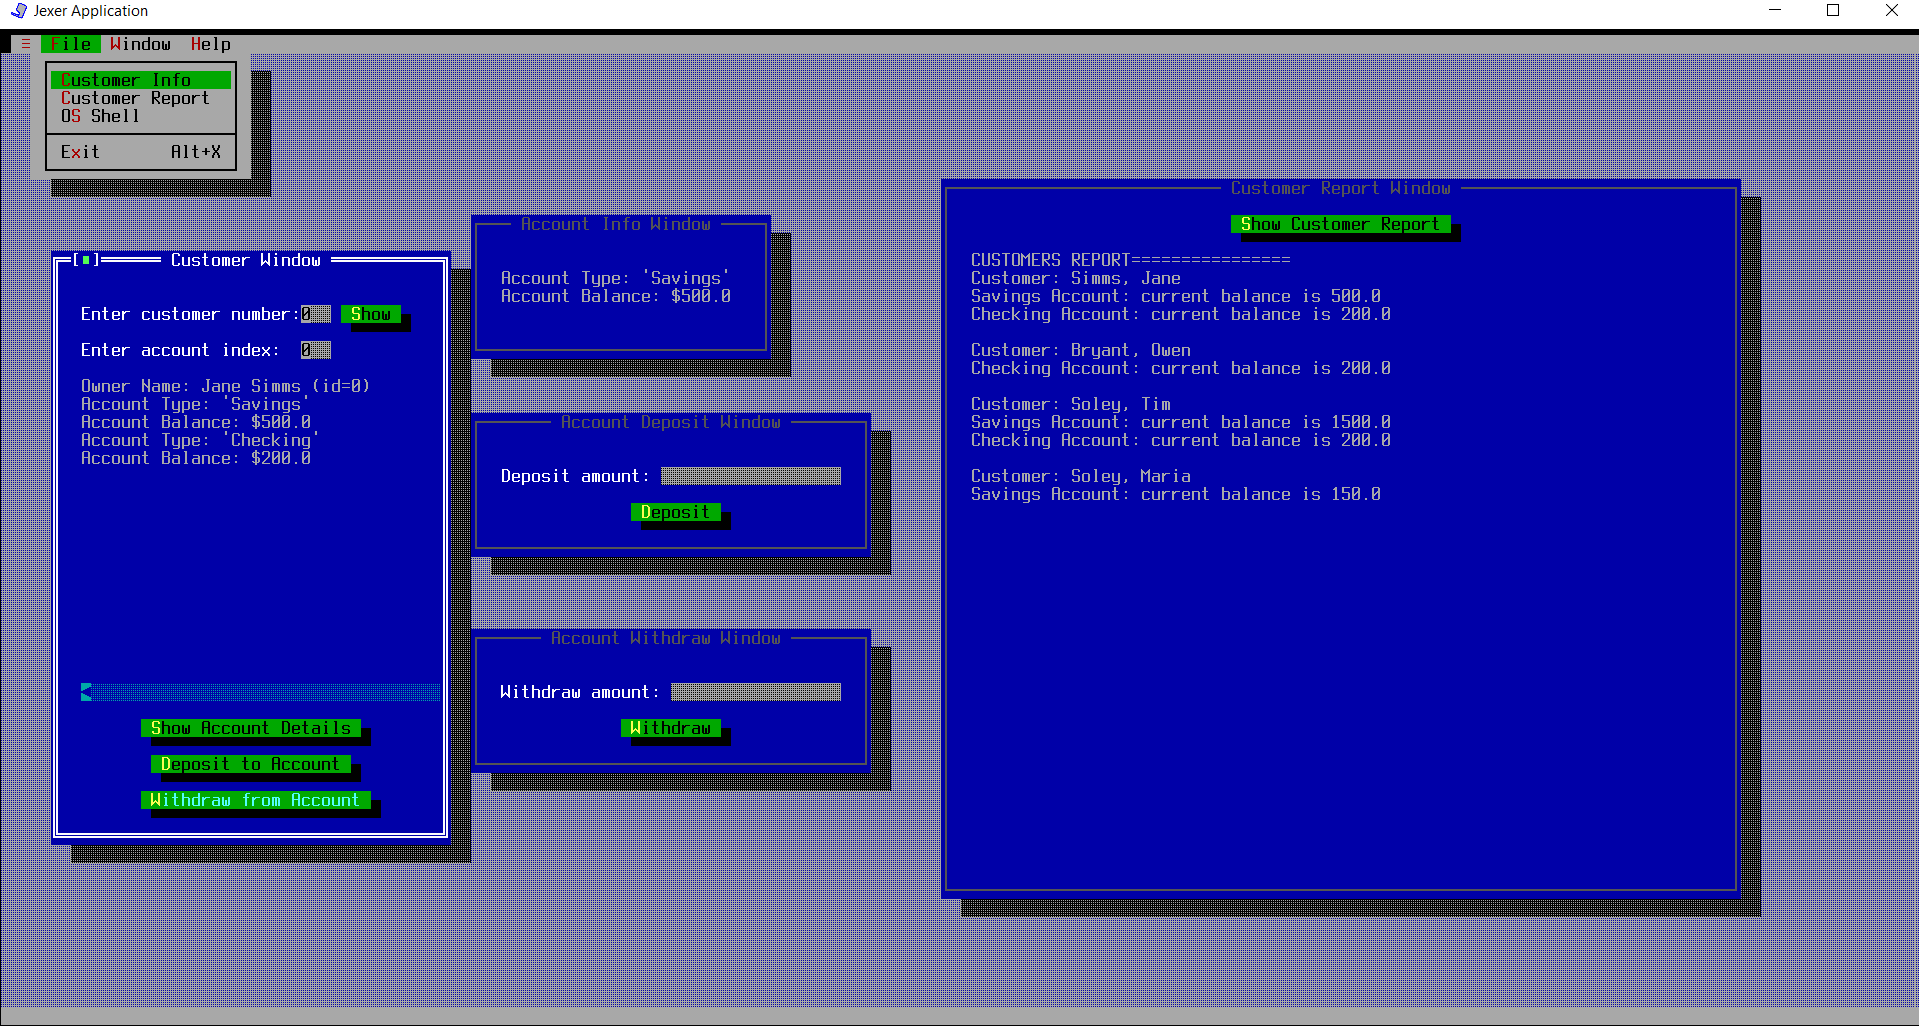 Jexer Application
File Window Help
Customer Info
Customer Report
OS Shell
Exit Alt+X
Customer Window
Enter customer number:0 Show
Enter account index: 0
Owner Name: Jane Simms (id=0)
Account Type: 'Savings'
Account Balance: $500.0
Account Type: 'Checking'
Account Balance: $200.0
Show Account Details
Deposit to Account
Withdraw from Account
Account Info Window
Account Type: 'Savings'
Account Balance: $500.0
Account Deposit Window
Deposit amount:
Deposit
Account Withdraw Window
Withdraw amount:
Withdraw
Customer Report Window
Show Customer Report
CUSTOMERS REPORT================
Customer: Simms, Jane
Savings Account: current balance is 500.0
Checking Account: current balance is 200.0
Customer: Bryant, Owen
Checking Account: current balance is 200.0
Customer: Soley, Tim
Savings Account: current balance is 1500.0
Checking Account: current balance is 200.0
Customer: Soley, Maria
Savings Account: current balance is 150.0